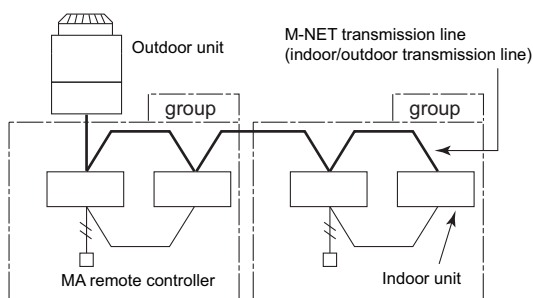 Outdoor unit
M-NET transmission line
(indoor/outdoor transmission line)
group
group
MA remote controller
Indoor unit